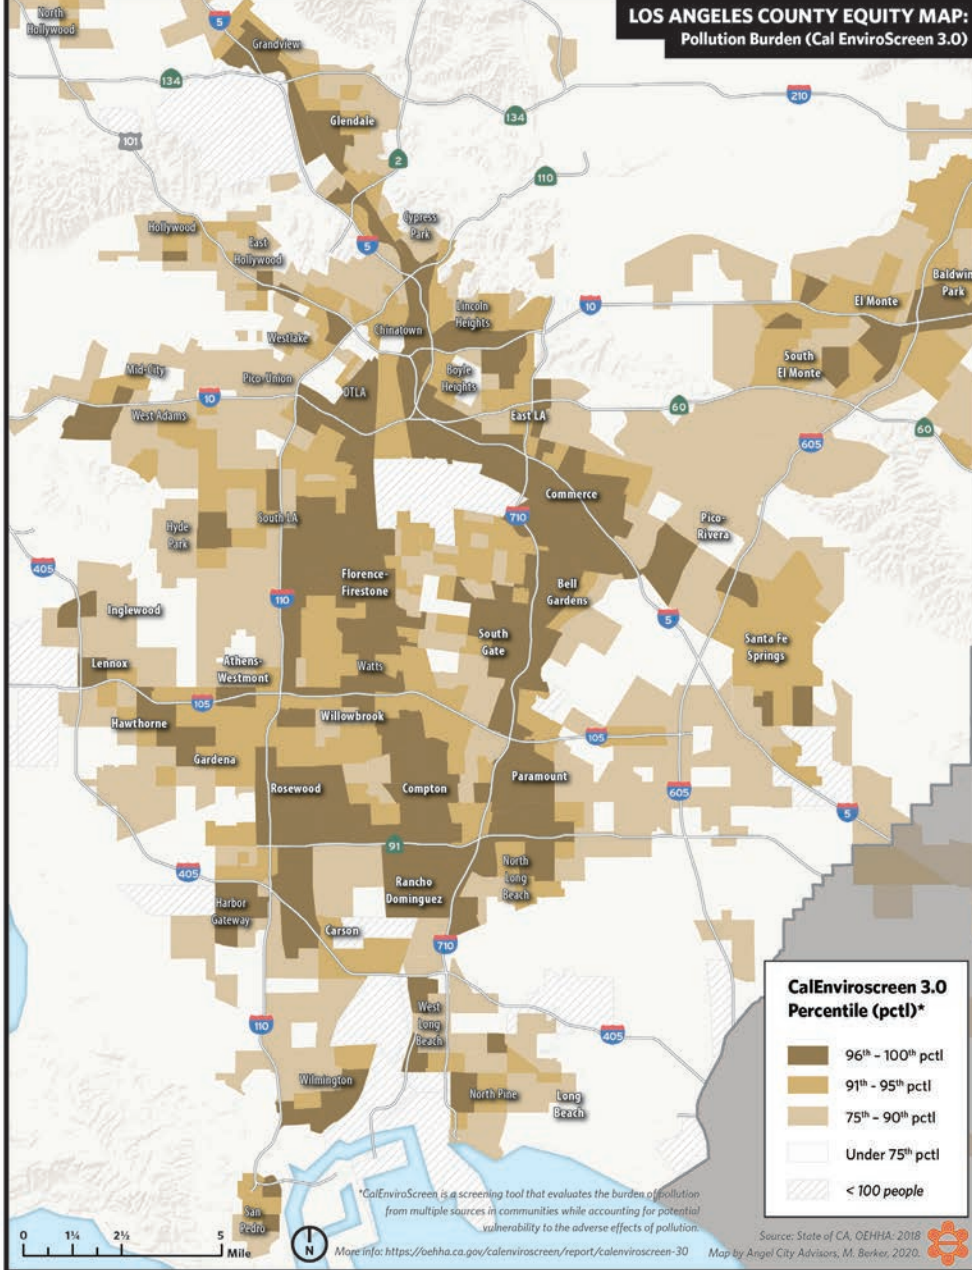 LOS ANGELES COUNTY EQUITY MAP:
Pollution Burden (Cal EnviroScreen 3.0)
North
Hollywood
5
Grandview
134
210
Glendale
134
101
2
110
Cypress
Park
Hollywood
East
Hollywood
5
Baldwin
Park
El Monte
10
Lincoln
Heights
Chinatown
Westlake
South
El Monte
Mid-City
Pico-Union
Boyle
Heights
DTLA
10
West Adams
East LA
60
60
605
Commerce
South LA
710
Pico-
Rivera
Hyde
Park
405
Florence-
Firestone
Bell
Gardens
110
Inglewood
5
South
Gate
Santa Fe
Springs
Lennox
Athens-
Westmont
Watts
105
Willowbrook
Hawthorne
105
Gardena
Paramount
Rosewood
Compton
605
5
91
North
Long
Beach
405
Rancho
Dominguez
Harbor
Gateway
Carson
710
West
Long
Beach
110
405
Wilmington
North Pine
Long
Beach
San
Pedro
CalEnviroscreen 3.0
Percentile (pctl)*
96th - 100th pctl
91th - 95th pctl
75th - 90th pctl
Under 75th pctl
< 100 people
*CalEnviroScreen is a screening tool that evaluates the burden of pollution
from multiple sources in communities while accounting for potential
vulnerability to the adverse effects of pollution.
0 1¼ 2½ 5
Mile
N
More info: https://oehha.ca.gov/calenviroscreen/report/calenviroscreen-30
Source: State of CA, OEHHA: 2018
Map by Angel City Advisors, M. Berker, 2020.